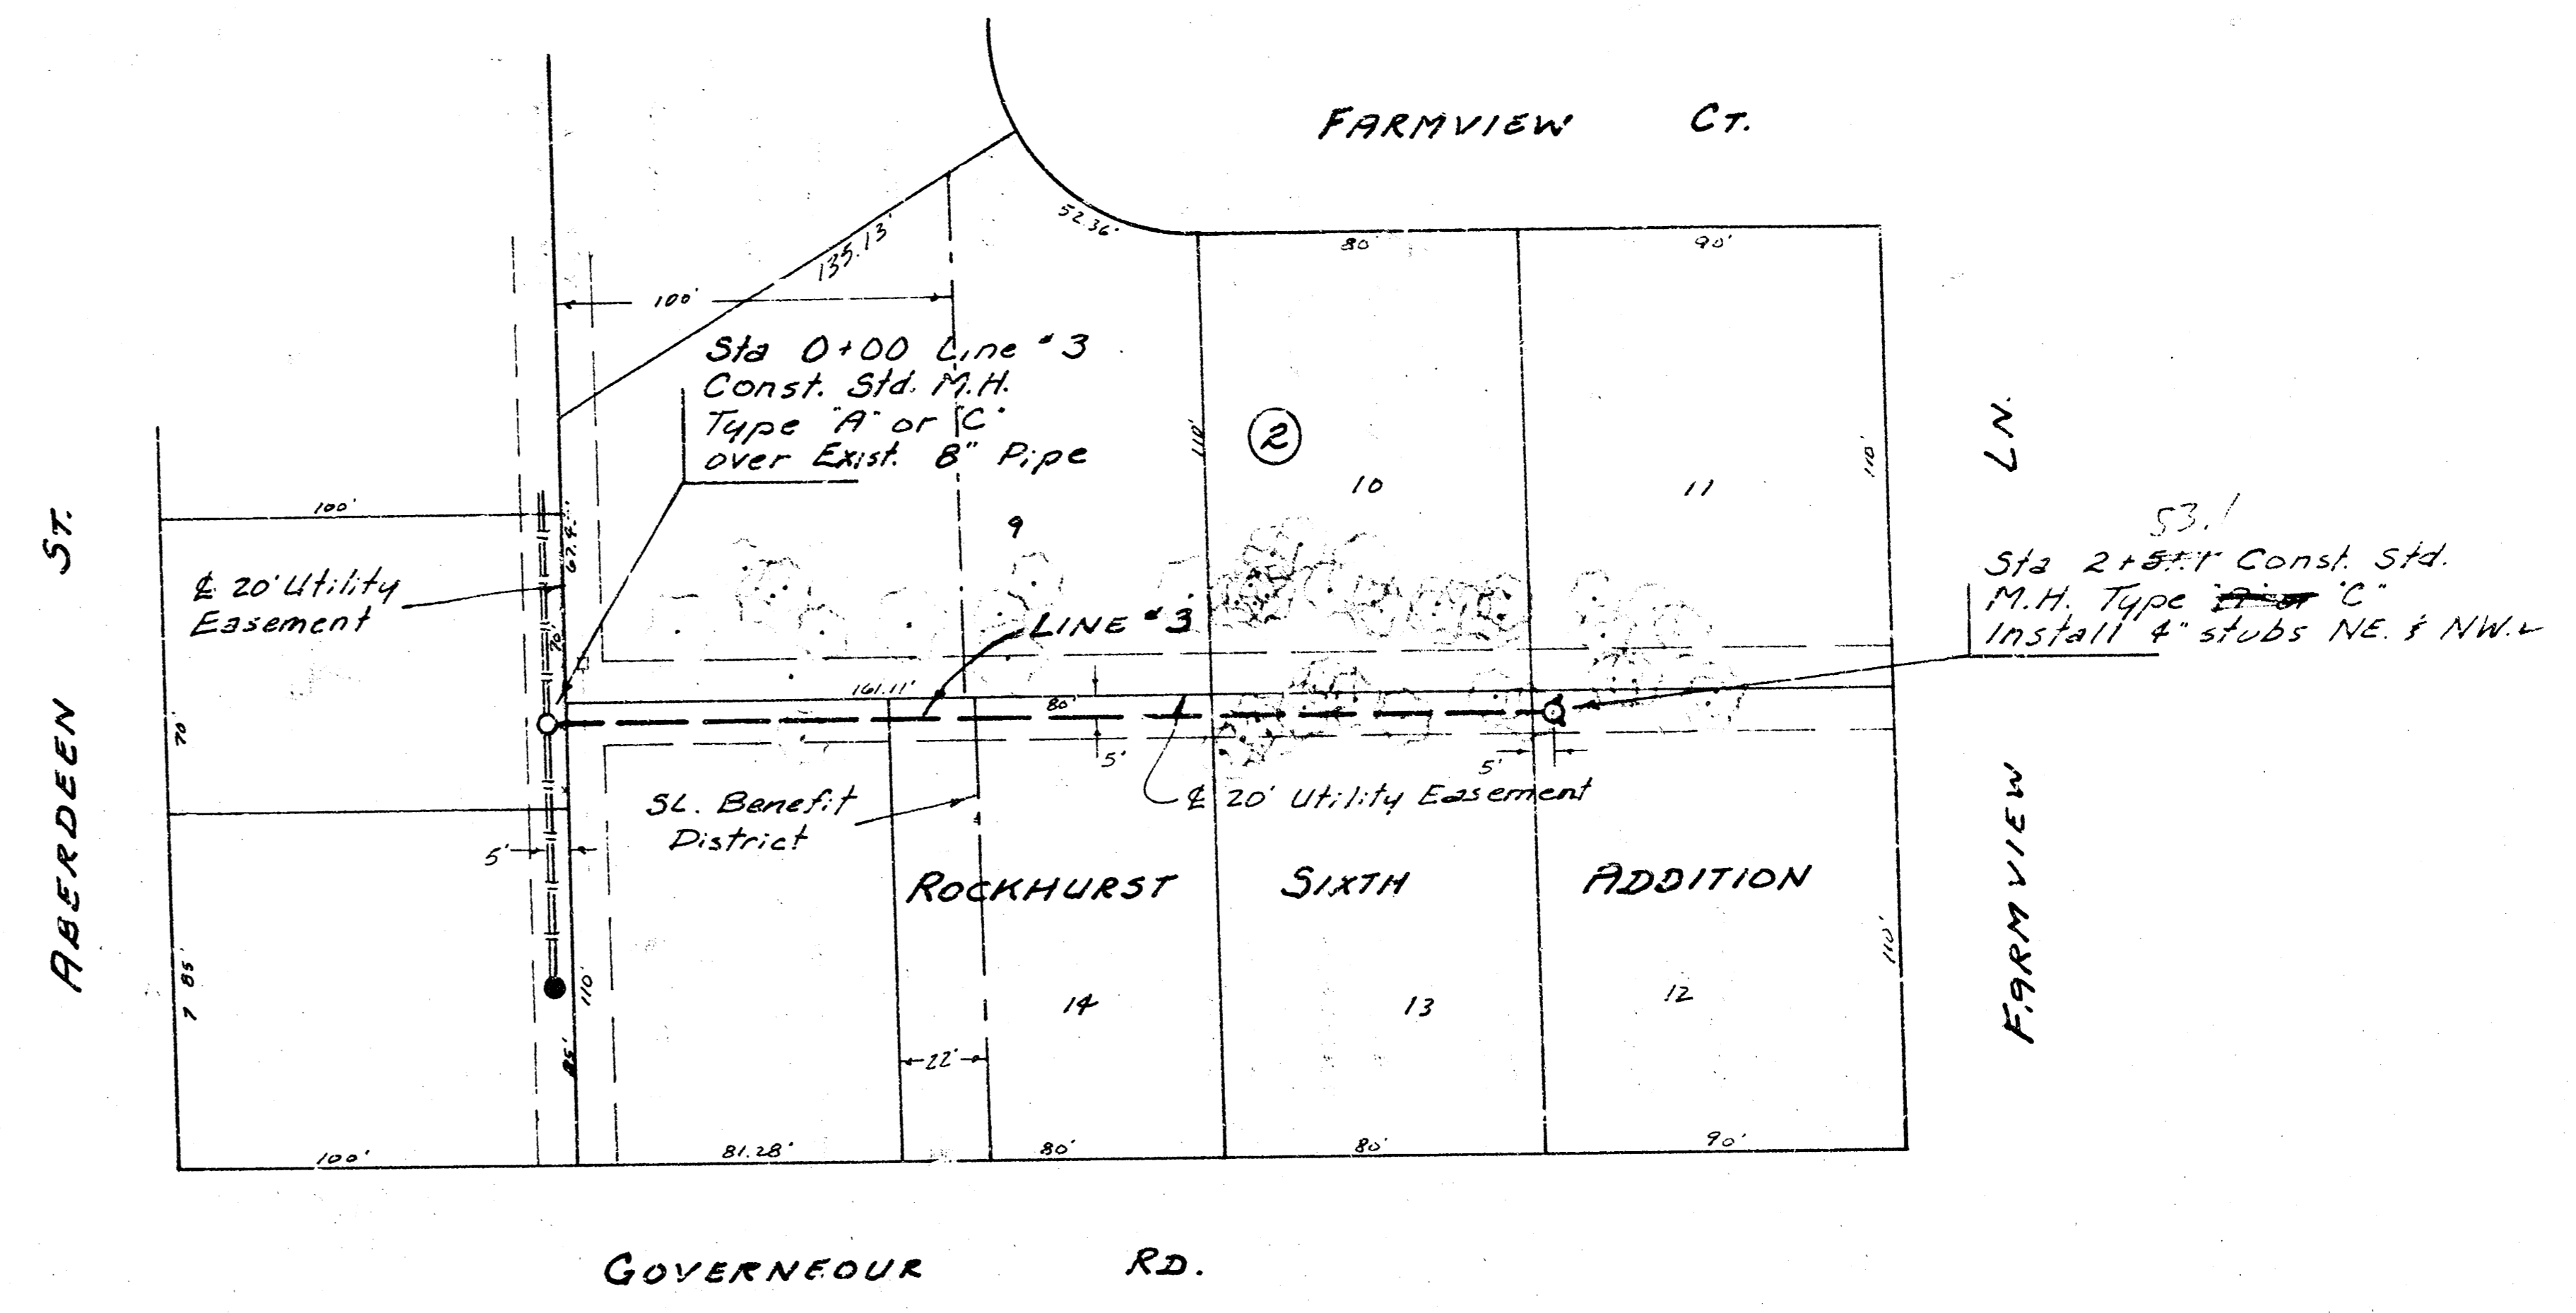 FARMVIEW CT.
52.36'
80'
90'
135.13'
100'
Sta 0+00 Line #3
Const. Std. M.H.
Type "A" or "C"
over Exist. 8" Pipe
110'
2
10
11
110'
9
LN.
FARMVIEW
ABERDEEN ST.
100'
℄ 20' Utility
Easement
70'
LINE #3
53.1
Sta 2+ Const. Std.
M.H. Type "C"
Install 4" stubs NE. & NW.
161.11'
80'
5'
5'
70'
SL. Benefit
District
℄ 20' Utility Easement
5'
ROCKHURST SIXTH ADDITION
7 85'
110'
85'
14
13
12
110'
22'
100'
81.28'
80'
80'
90'
GOVERNEOUR RD.